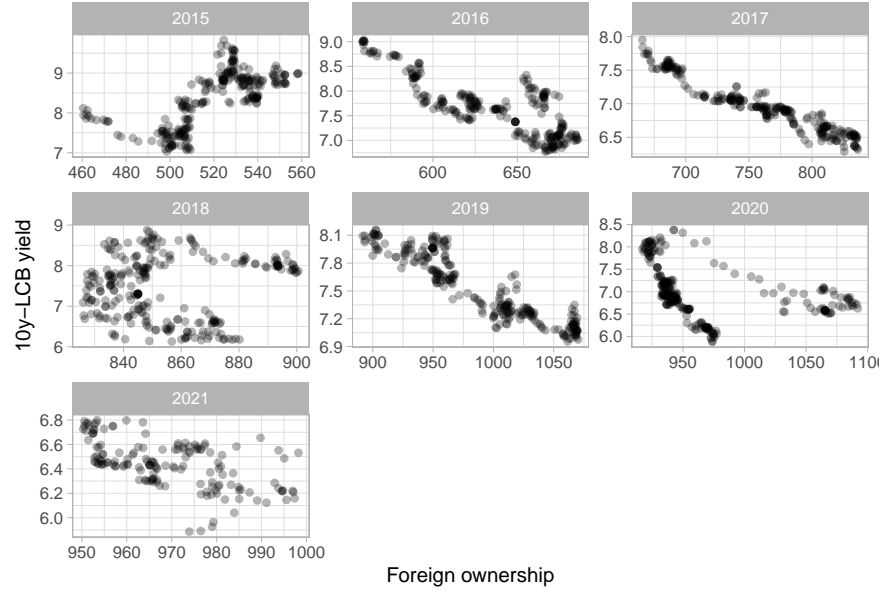 2015 2016 2017
9.0 8.0
9 8.5 7.5
8.0
8 7.0
7.5
7 7.0 6.5
460 480 500 520 540 560 600 650 700 750 800
2018 2019 2020
9 8.1 8.5
8 7.8 8.0
7.5 7.5
7 7.0
7.2 6.5
6 6.9 6.0
840 860 880 900 900 950 1000 1050 950 1000 1050 1100
2021
6.8
6.6
6.4
6.2
6.0
950 960 970 980 990 1000
10y−LCB yield
Foreign ownership